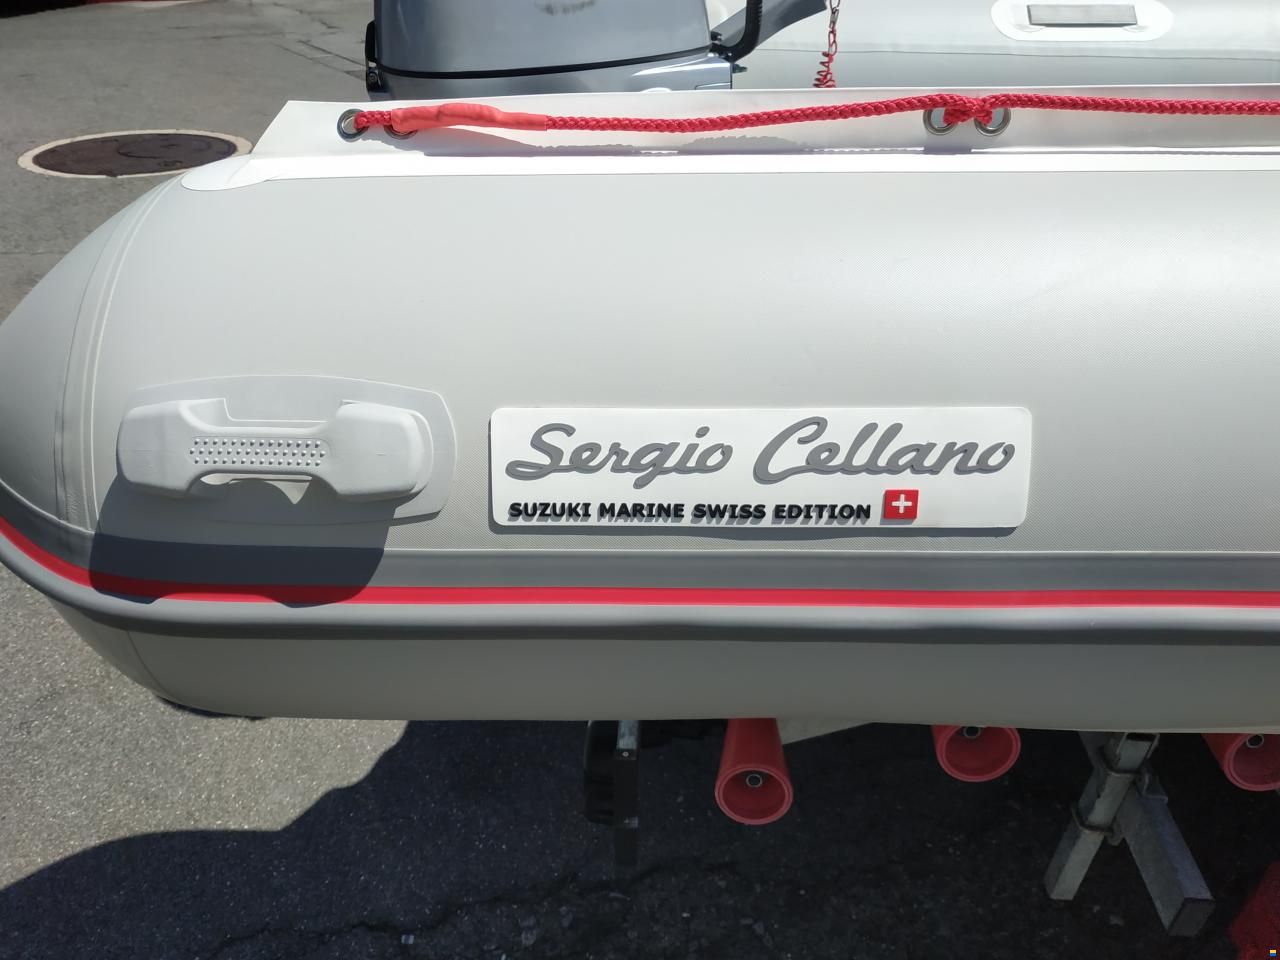 Sergio Cellano
SUZUKI MARINE SWISS EDITION